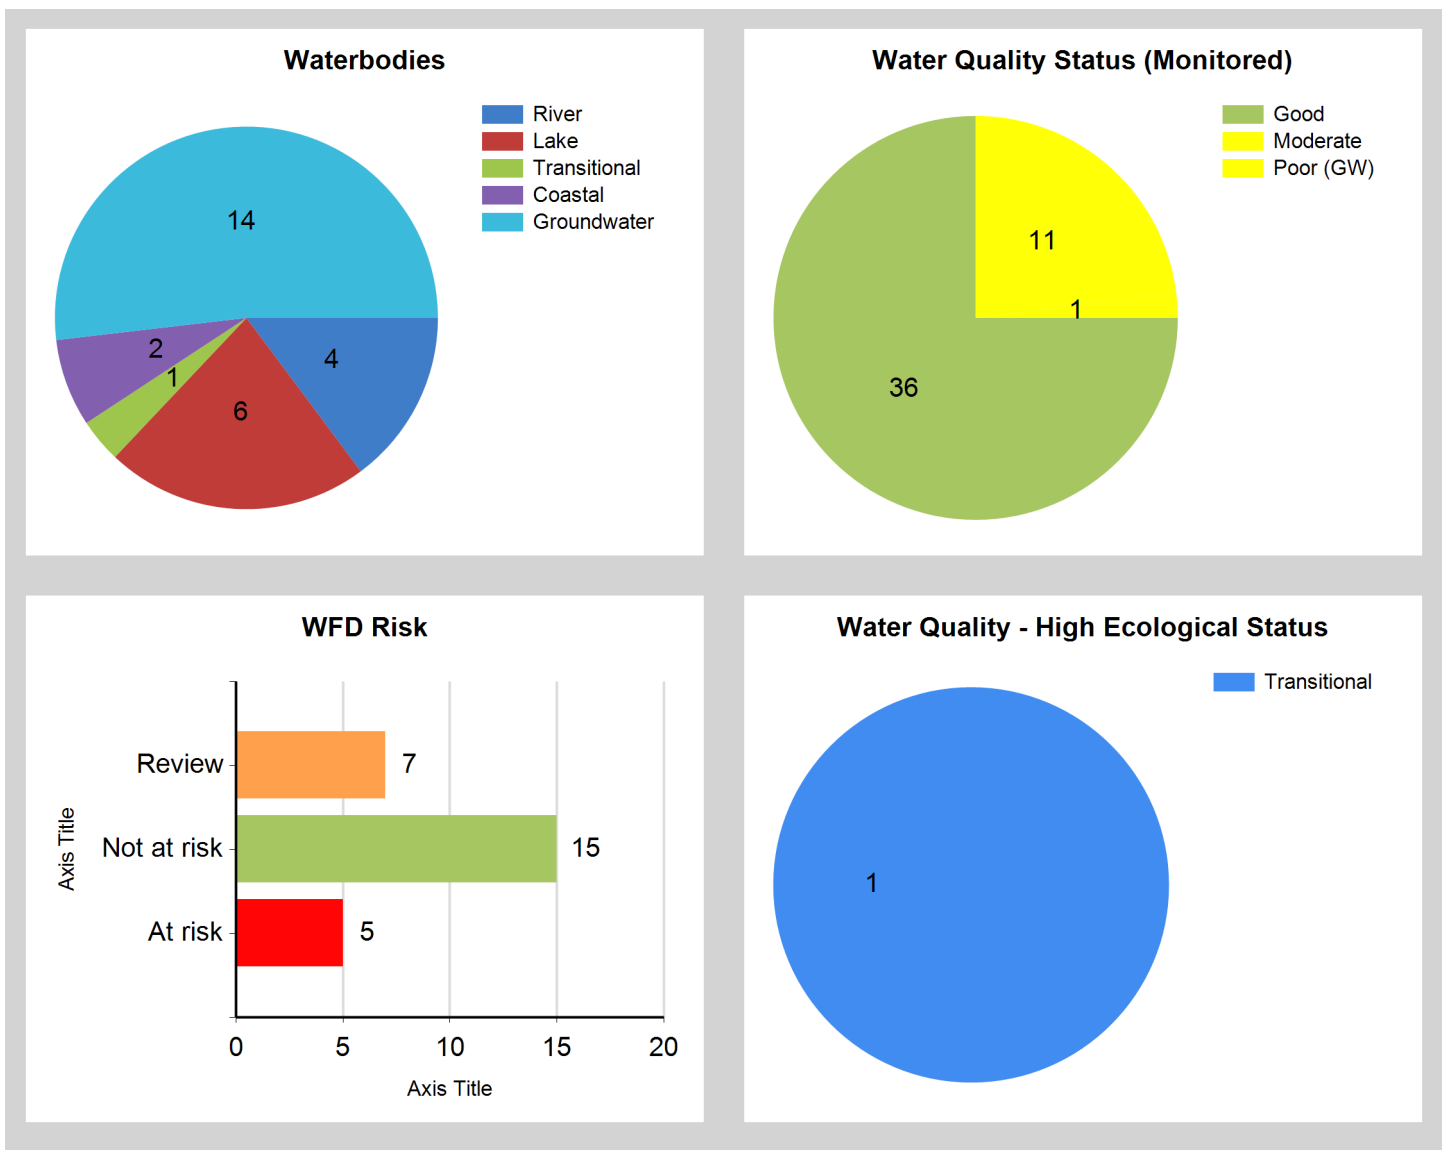 Waterbodies
River
Lake
Transitional
Coastal
Groundwater
14
2
1
4
6
Water Quality Status (Monitored)
Good
Moderate
Poor (GW)
11
1
36
WFD Risk
Review
7
Not at risk
15
At risk
5
Axis Title
0 5 10 15 20
Axis Title
Water Quality - High Ecological Status
Transitional
1